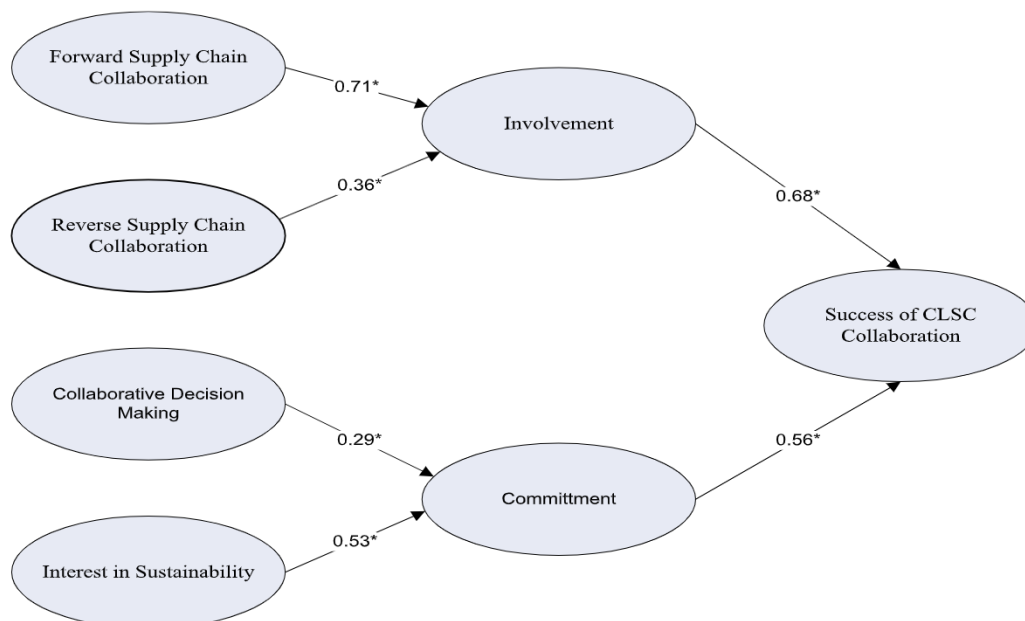 Forward Supply Chain
Collaboration
0.71*
Involvement
Reverse Supply Chain
Collaboration
0.36*
0.68*
Success of CLSC
Collaboration
Collaborative Decision
Making
0.29*
Committment
0.56*
Interest in Sustainability
0.53*